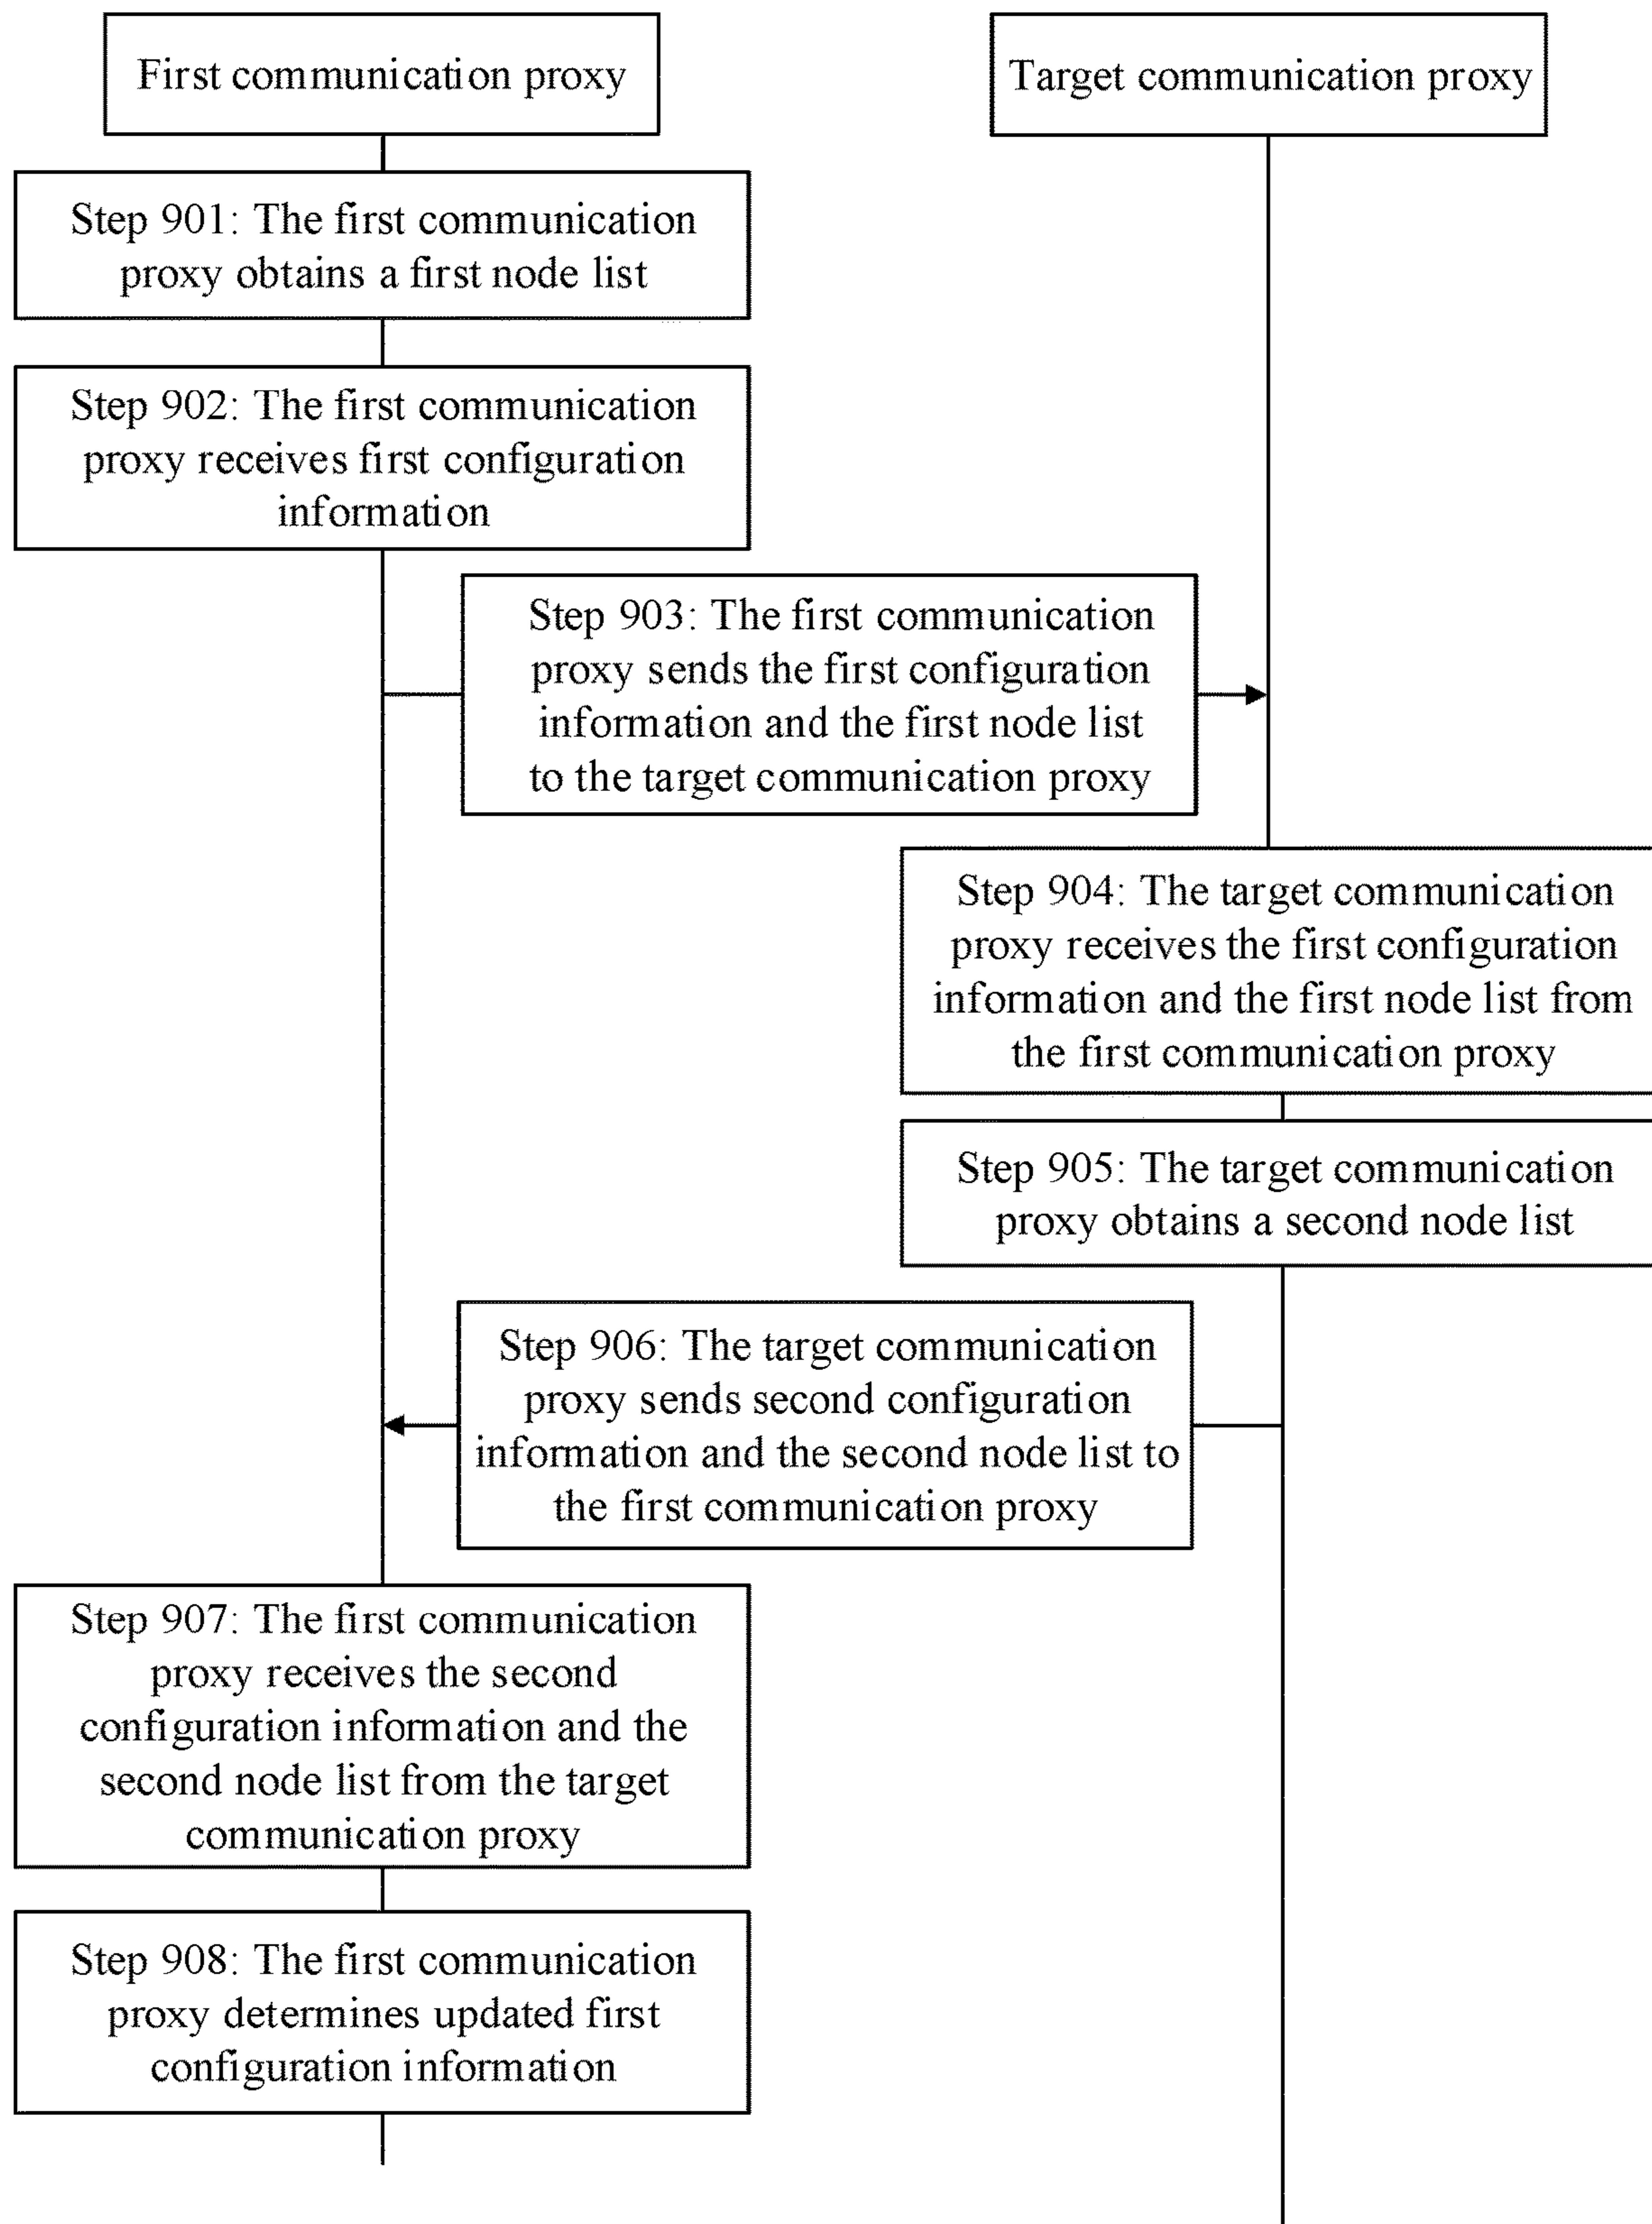 First communication proxy
Target communication proxy
Step 901: The first communication
proxy obtains a first node list
Step 902: The first communication
proxy receives first configuration
information
Step 903: The first communication
proxy sends the first configuration
information and the first node list
to the target communication proxy
Step 904: The target communication
proxy receives the first configuration
information and the first node list from
the first communication proxy
Step 905: The target communication
proxy obtains a second node list
Step 906: The target communication
proxy sends second configuration
information and the second node list to
the first communication proxy
Step 907: The first communication
proxy receives the second
configuration information and the
second node list from the target
communication proxy
Step 908: The first communication
proxy determines updated first
configuration information